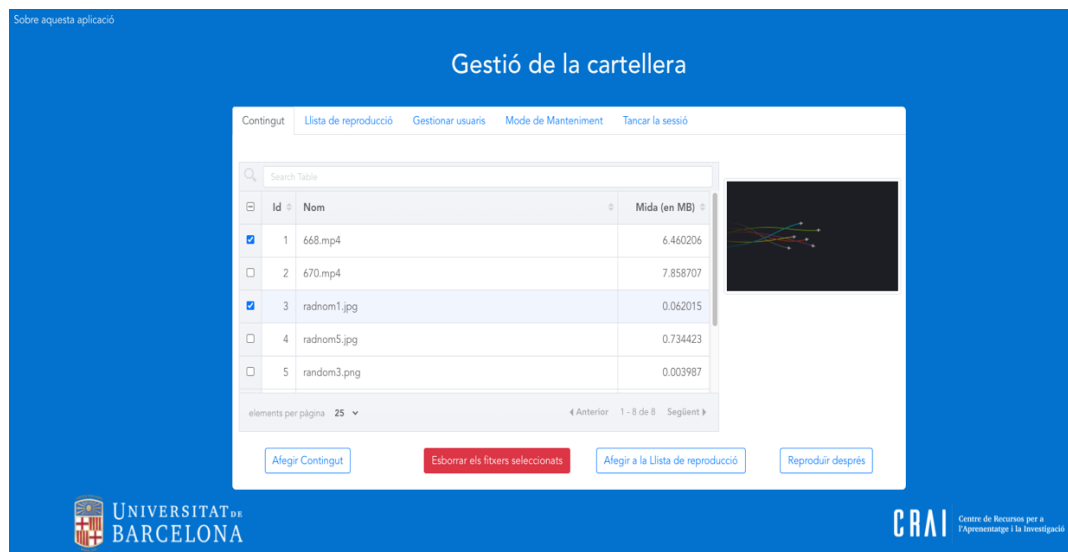 Sobre aquesta aplicació
Gestió de la cartellera
Contingut Llista de reproducció Gestionar usuaris Mode de Manteniment Tancar la sessió
Search Table
Id Nom Mida (en MB)
1 668.mp4 6.460206
2 670.mp4 7.858707
3 radnom1.jpg 0.062015
4 radnom5.jpg 0.734423
5 random3.png 0.003987
elements per pàgina 25 Anterior 1 - 8 de 8 Següent
Afegir Contingut Esborrar els fitxers seleccionats Afegir a la Llista de reproducció Reproduïr després
UNIVERSITAT DE
BARCELONA
CRAI
Centre de Recursos per a
l'Aprenentatge i la Investigació